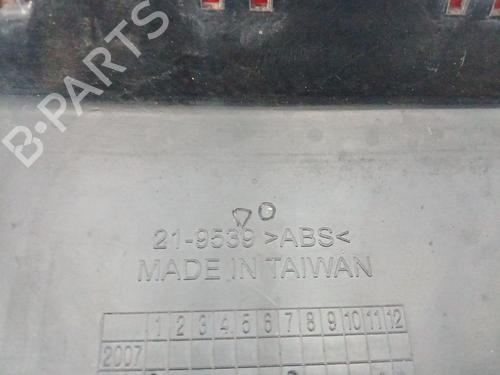 B-PARTS
B-PARTS
21-9539 >ABS<
MADE IN TAIWAN
1 2 3 4 5 6 7 8 9 10 11 12
2007